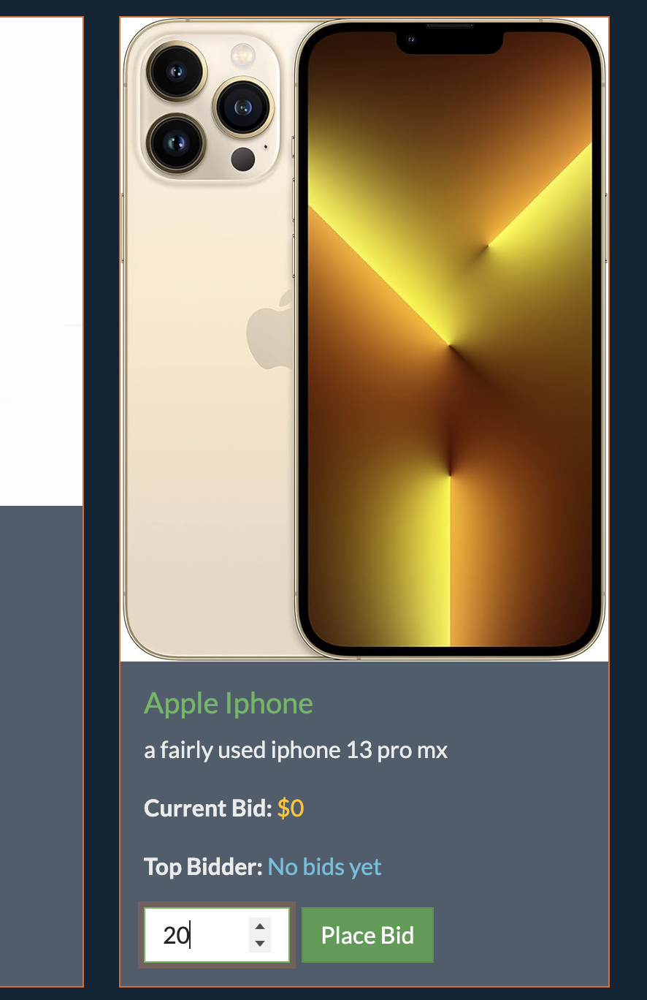 Apple Iphone
a fairly used iphone 13 pro mx
Current Bid: $0
Top Bidder: No bids yet
20 Place Bid